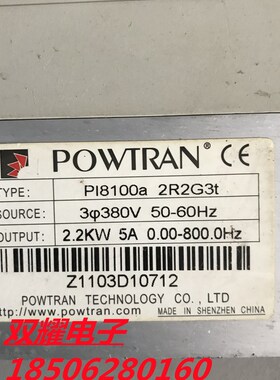 POWTRAN® CE
TYPE: PI8100a 2R2G3t
SOURCE: 3φ380V 50-60Hz
OUTPUT: 2.2KW 5A 0.00-800.0Hz
Z1103D10712
POWTRAN TECHNOLOGY CO., LTD
http://www.powtran.com MADE IN SHENZHEN CHINA
双耀电子
18506280160